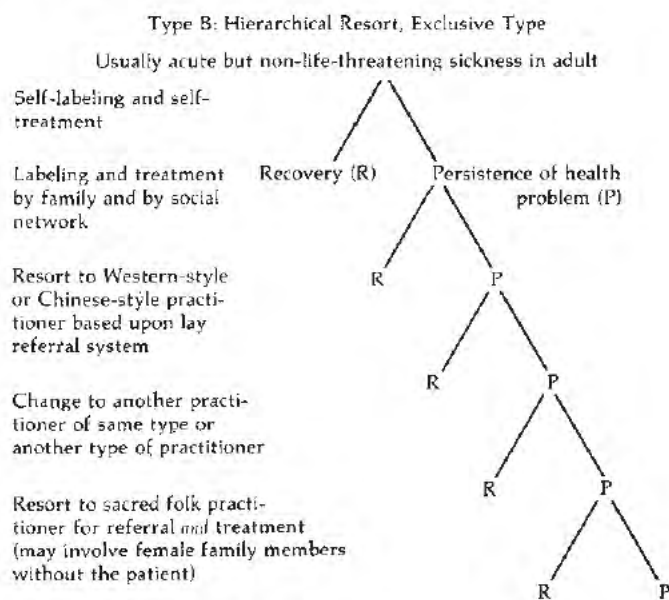 Type B: Hierarchical Resort, Exclusive Type
Usually acute but non-life-threatening sickness in adult
Self-labeling and self-
treatment
Labeling and treatment
by family and by social
network
Recovery (R)
Persistence of health
problem (P)
Resort to Western-style
or Chinese-style practi-
tioner based upon lay
referral system
R
P
Change to another practi-
tioner of same type or
another type of practitioner
R
P
Resort to sacred folk practi-
tioner for referral and treatment
(may involve female family members
without the patient)
R
P
R
P